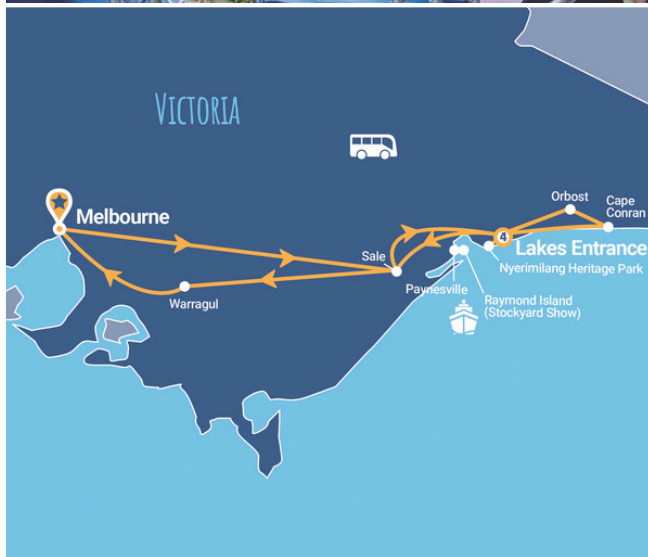 VICTORIA
Melbourne
Warragul
Sale
Orbost
Cape
Conran
4
Lakes Entrance
Nyerimilang Heritage Park
Paynesville
Raymond Island
(Stockyard Show)